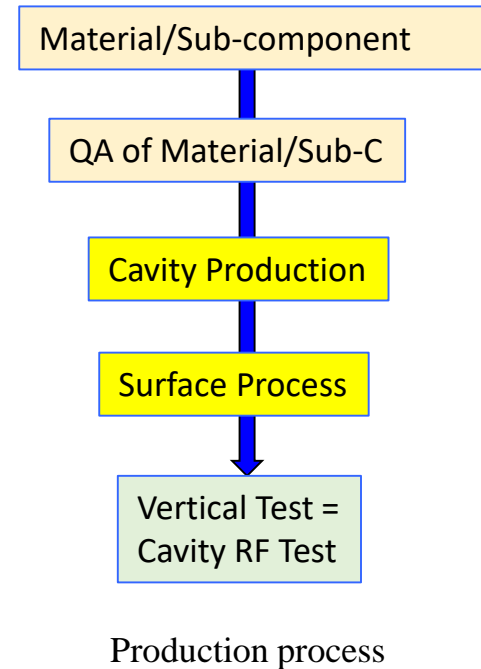 Material/Sub-component
QA of Material/Sub-C
Cavity Production
Surface Process
Vertical Test =
Cavity RF Test
Production process